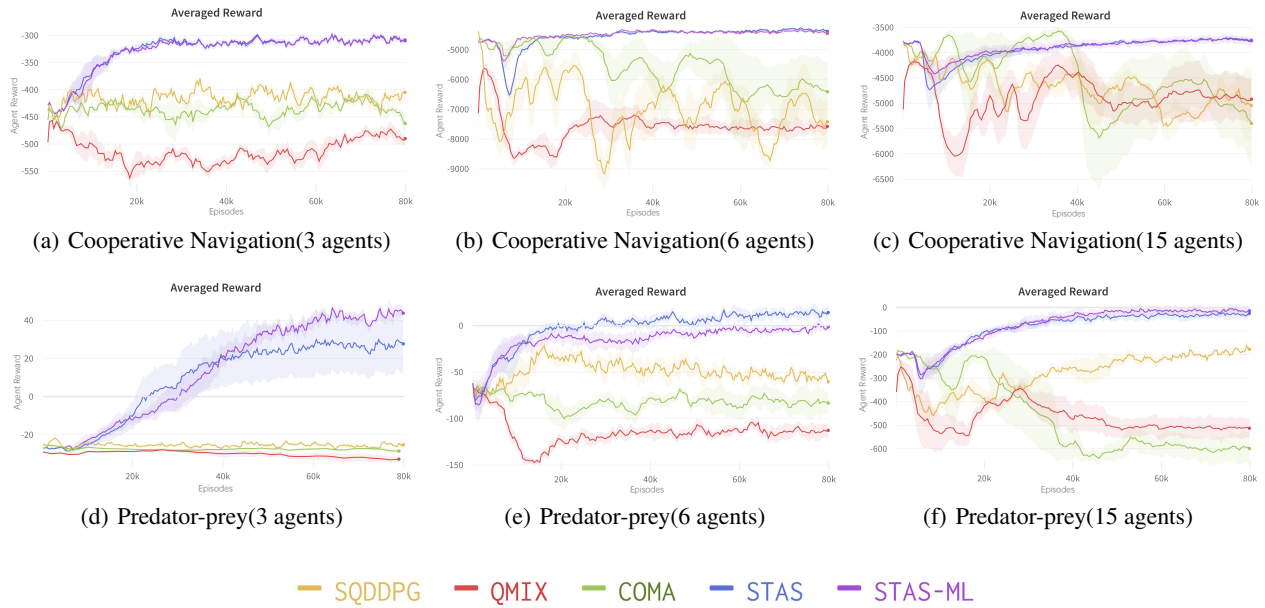 Averaged Reward
Averaged Reward
Averaged Reward
Agent Reward
-300
-350
-400
-450
-500
-550
20k
40k
60k
80k
Episodes
Agent Reward
-5000
-6000
-7000
-8000
-9000
20k
40k
60k
80k
Episodes
Agent Reward
-3500
-4000
-4500
-5000
-5500
-6000
-6500
20k
40k
60k
80k
Episodes
(a) Cooperative Navigation(3 agents)
(b) Cooperative Navigation(6 agents)
(c) Cooperative Navigation(15 agents)
Averaged Reward
Averaged Reward
Averaged Reward
Agent Reward
40
20
0
-20
20k
40k
60k
80k
Episodes
Agent Reward
0
-50
-100
-150
20k
40k
60k
80k
Episodes
Agent Reward
0
-100
-200
-300
-400
-500
-600
20k
40k
60k
80k
Episodes
(d) Predator-prey(3 agents)
(e) Predator-prey(6 agents)
(f) Predator-prey(15 agents)
SQDDPG QMIX COMA STAS STAS-ML